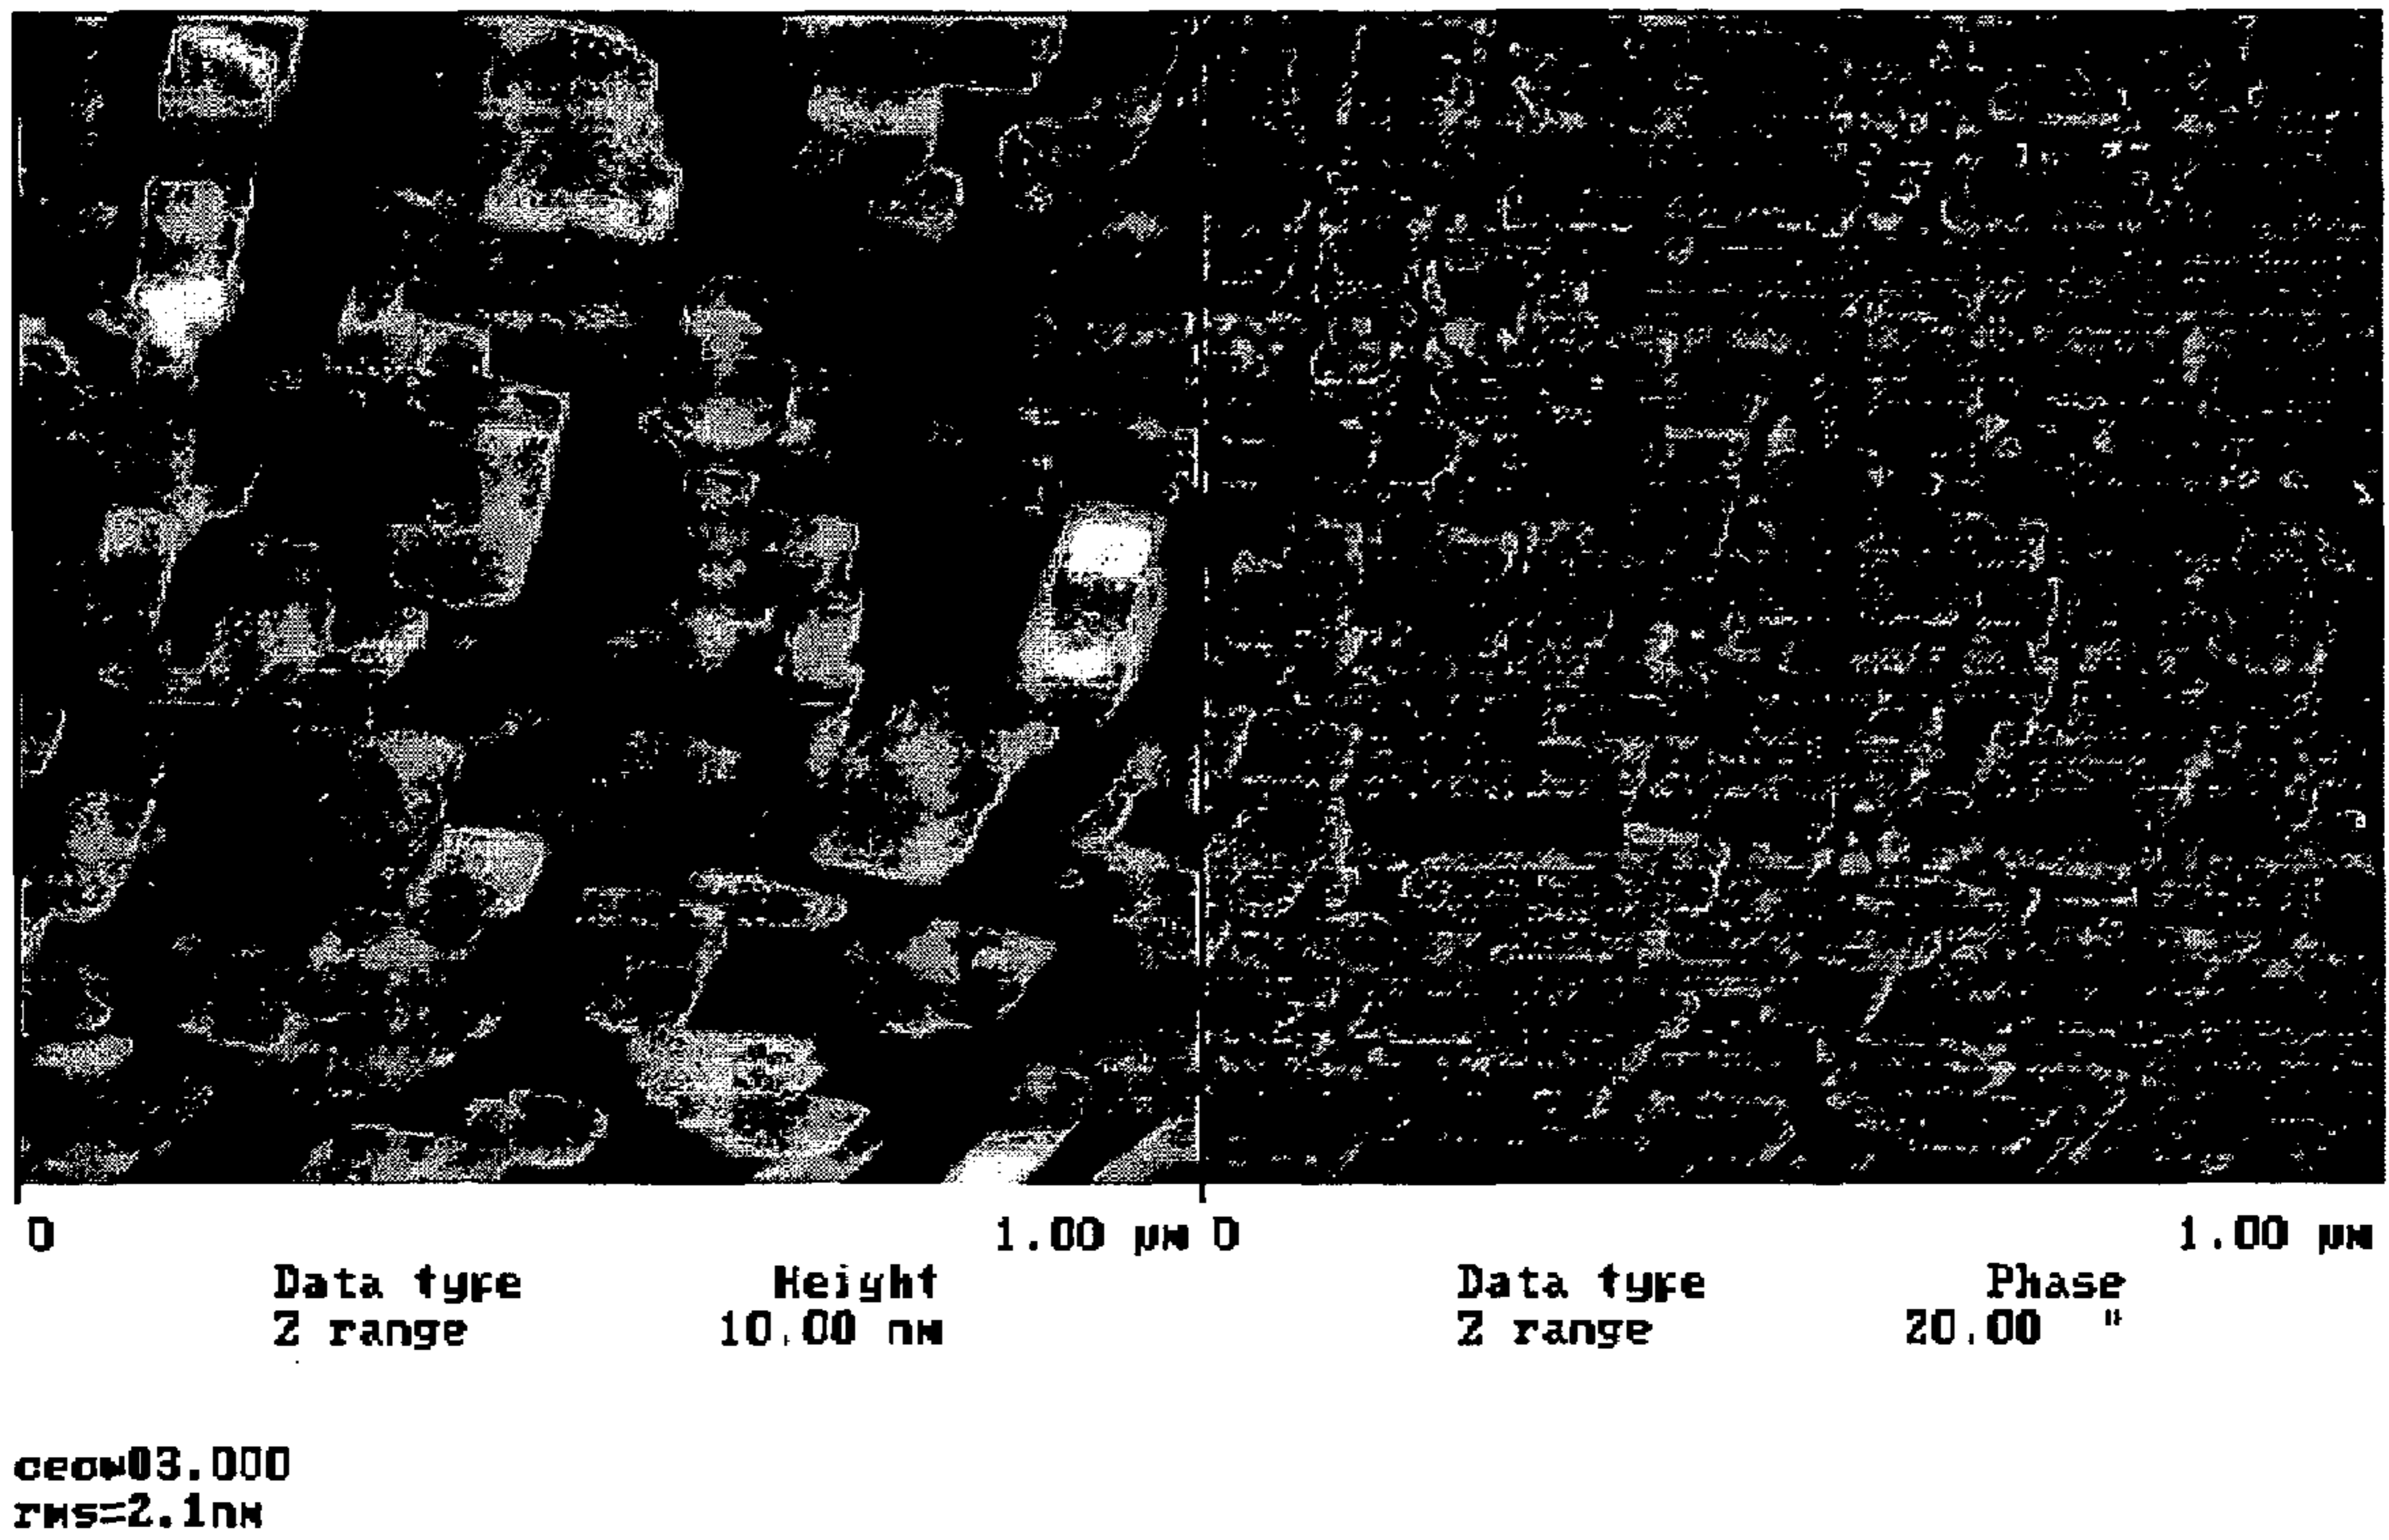 0 1.00 µm 0 1.00 µm
Data type Height Data type Phase
Z range 10.00 nm Z range 20.00 "
ceow03.000
rms=2.1nm